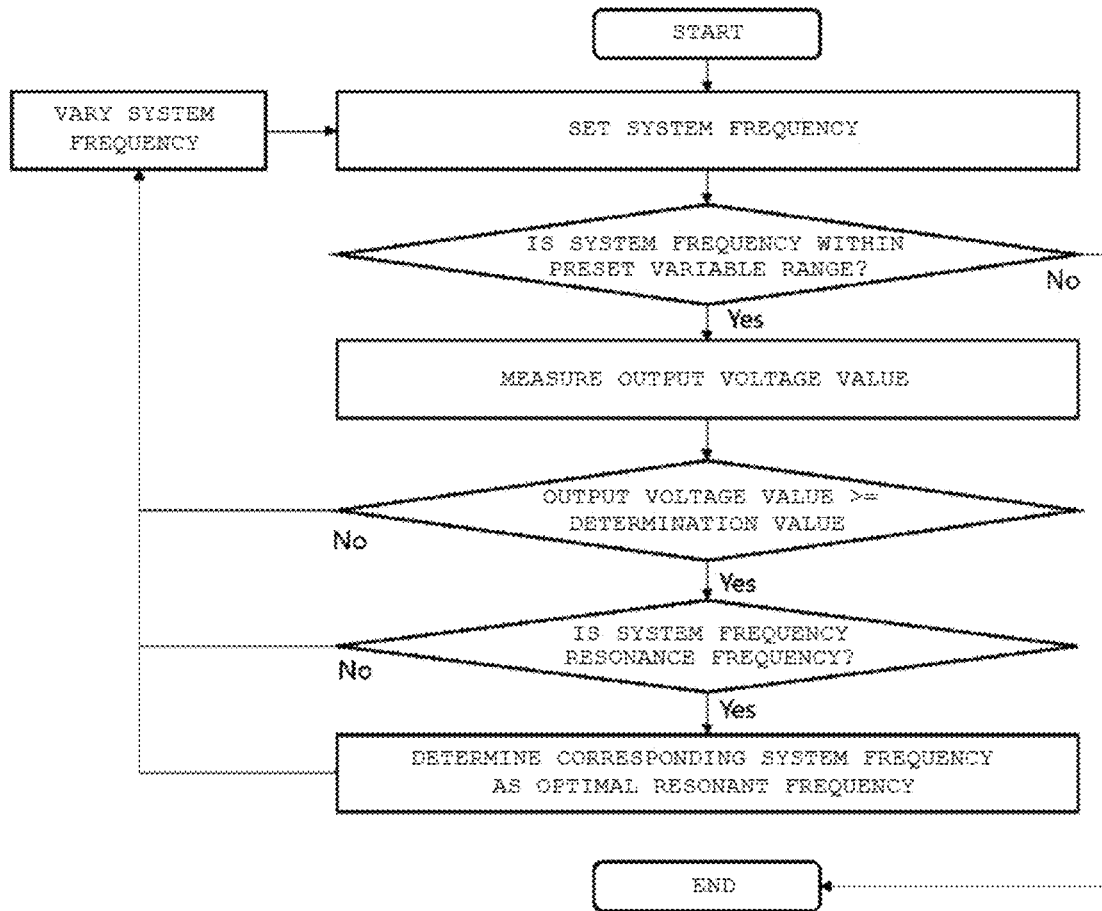 START
VARY SYSTEM
FREQUENCY
SET SYSTEM FREQUENCY
IS SYSTEM FREQUENCY WITHIN
PRESET VARIABLE RANGE?
No
Yes
MEASURE OUTPUT VOLTAGE VALUE
OUTPUT VOLTAGE VALUE >=
DETERMINATION VALUE
No
Yes
IS SYSTEM FREQUENCY
RESONANCE FREQUENCY?
No
Yes
DETERMINE CORRESPONDING SYSTEM FREQUENCY
AS OPTIMAL RESONANT FREQUENCY
END